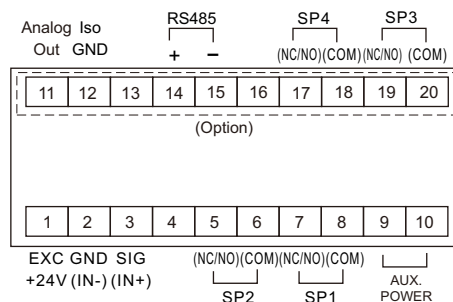 RS485 SP4 SP3
Analog Iso
Out GND + − (NC/NO) (COM) (NC/NO) (COM)
11 12 13 14 15 16 17 18 19 20
(Option)
1 2 3 4 5 6 7 8 9 10
EXC GND SIG (NC/NO) (COM) (NC/NO) (COM)
+24V (IN-) (IN+) AUX.
SP2 SP1 POWER